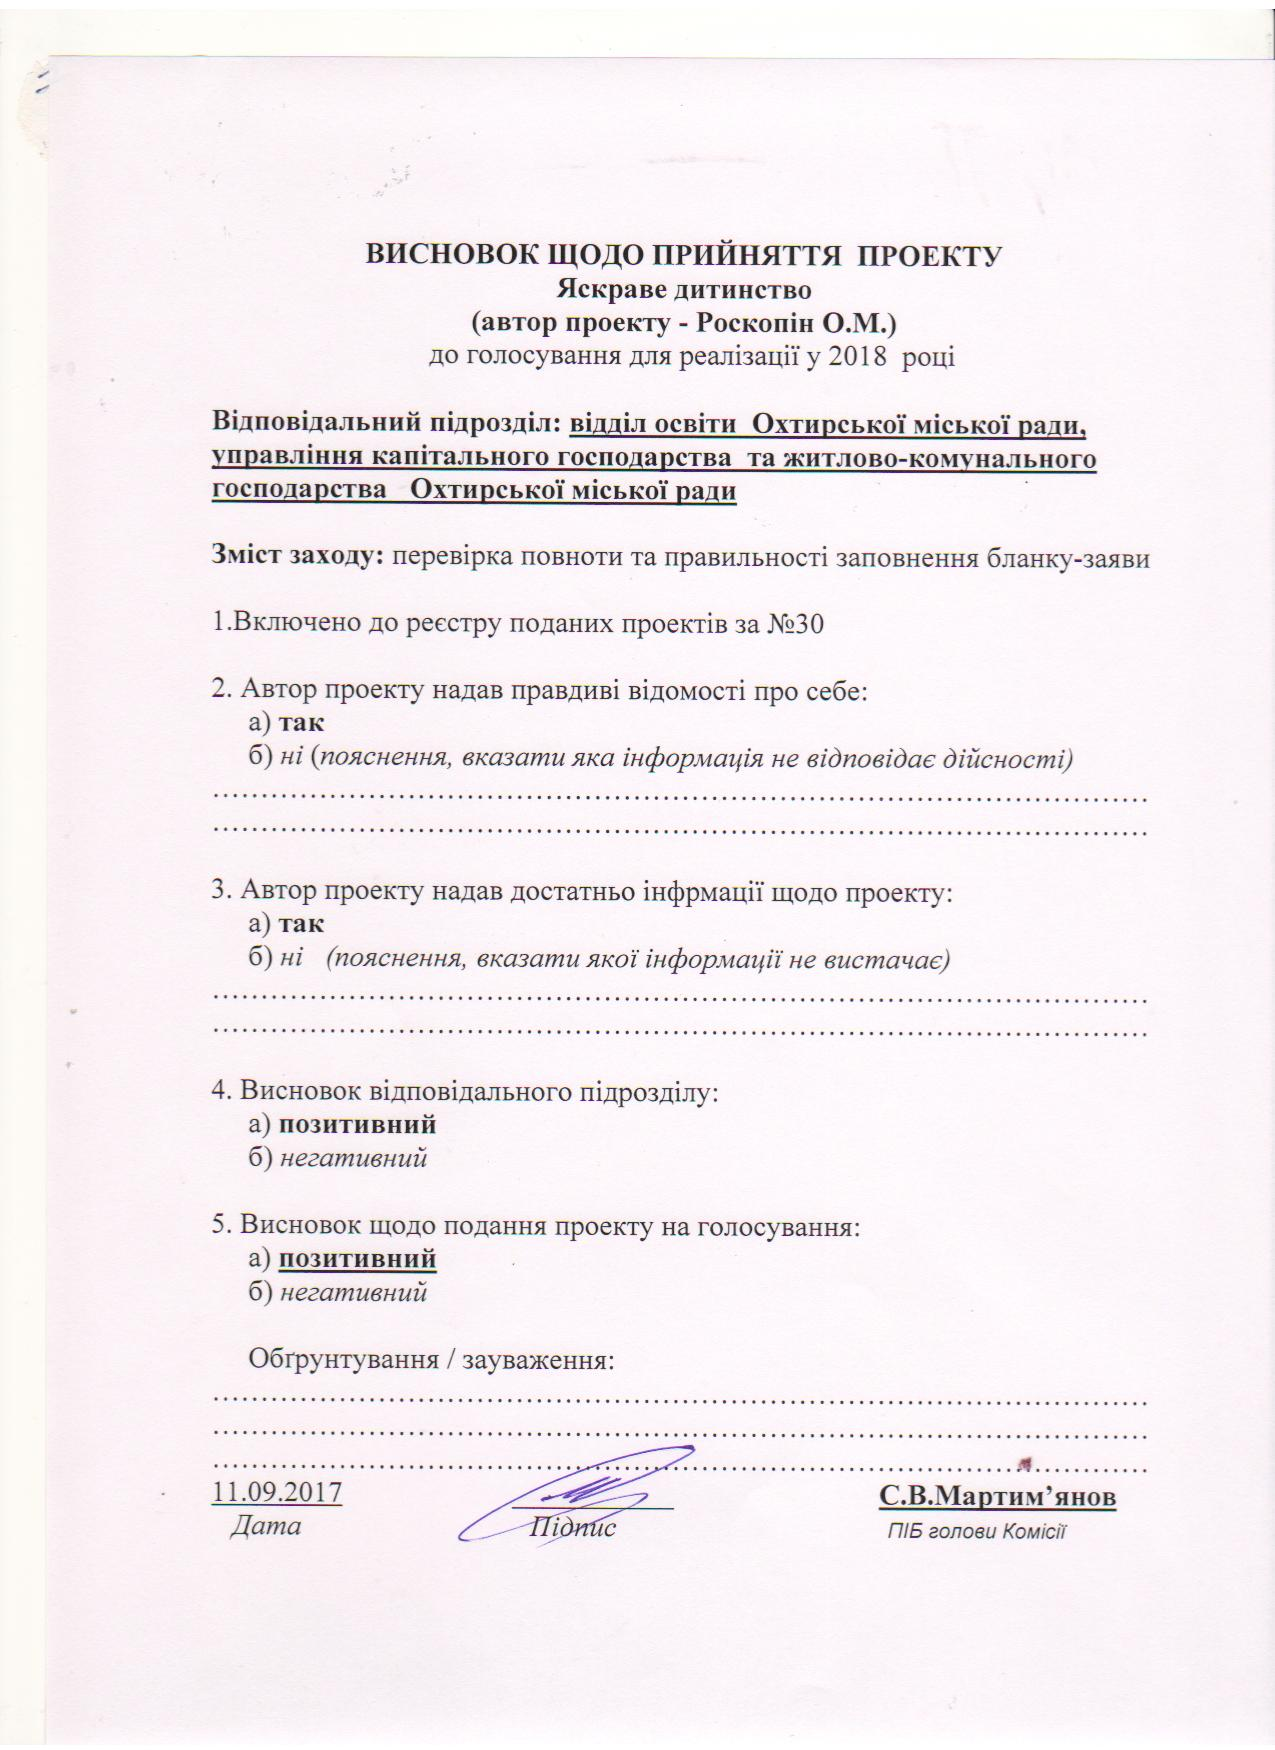 ВИСНОВОК ЩОДО ПРИЙНЯТТЯ  ПРОЕКТУ
Яскраве дитинство
(автор проекту - Роскопін О.М.)
до голосування для реалізації у 2018  році
Відповідальний підрозділ: відділ освіти  Охтирської міської ради,
управління капітального господарства  та житлово-комунального
господарства   Охтирської міської ради
Зміст заходу: перевірка повноти та правильності заповнення бланку-заяви
1.Включено до реєстру поданих проектів за №30
2. Автор проекту надав правдиві відомості про себе:
а) так
б) ні (пояснення, вказати яка інформація не відповідає дійсності)
……………………………………………………………………………………
……………………………………………………………………………………
3. Автор проекту надав достатньо інфрмації щодо проекту:
а) так
б) ні   (пояснення, вказати якої інформації не вистачає)
……………………………………………………………………………………
……………………………………………………………………………………
4. Висновок відповідального підрозділу:
а) позитивний
б) негативний
5. Висновок щодо подання проекту на голосування:
а) позитивний
б) негативний
Обґрунтування / зауваження:
……………………………………………………………………………………
……………………………………………………………………………………
……………………………………………………………………………………
11.09.2017 ___________ С.В.Мартим’янов
Дата Підпис ПІБ голови Комісії